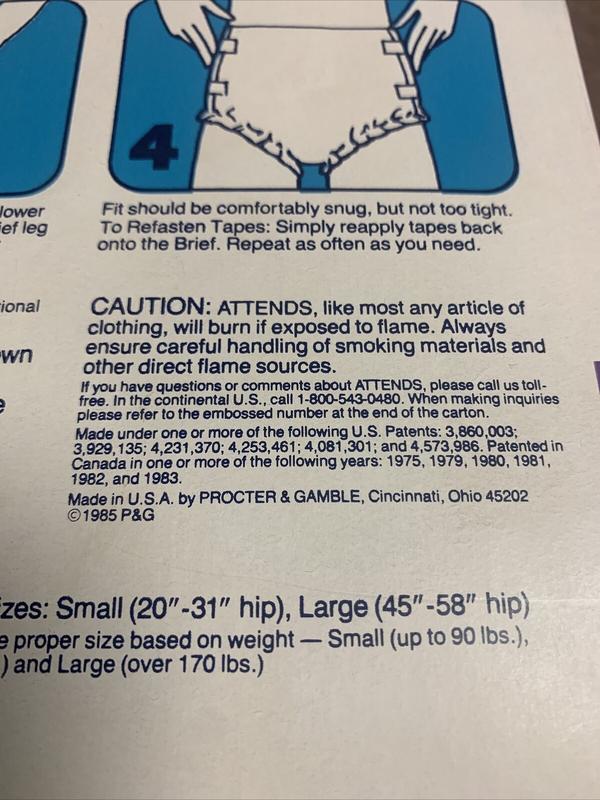 4
lower
ief leg
Fit should be comfortably snug, but not too tight.
To Refasten Tapes: Simply reapply tapes back
onto the Brief. Repeat as often as you need.
tional
own
e
CAUTION: ATTENDS, like most any article of
clothing, will burn if exposed to flame. Always
ensure careful handling of smoking materials and
other direct flame sources.
If you have questions or comments about ATTENDS, please call us toll-
free. In the continental U.S., call 1-800-543-0480. When making inquiries
please refer to the embossed number at the end of the carton.
Made under one or more of the following U.S. Patents: 3,860,003;
3,929,135; 4,231,370; 4,253,461; 4,081,301; and 4,573,986. Patented in
Canada in one or more of the following years: 1975, 1979, 1980, 1981,
1982, and 1983.
Made in U.S.A. by PROCTER & GAMBLE, Cincinnati, Ohio 45202
©1985 P&G
izes: Small (20"-31" hip), Large (45"-58" hip)
e proper size based on weight — Small (up to 90 lbs.),
) and Large (over 170 lbs.)